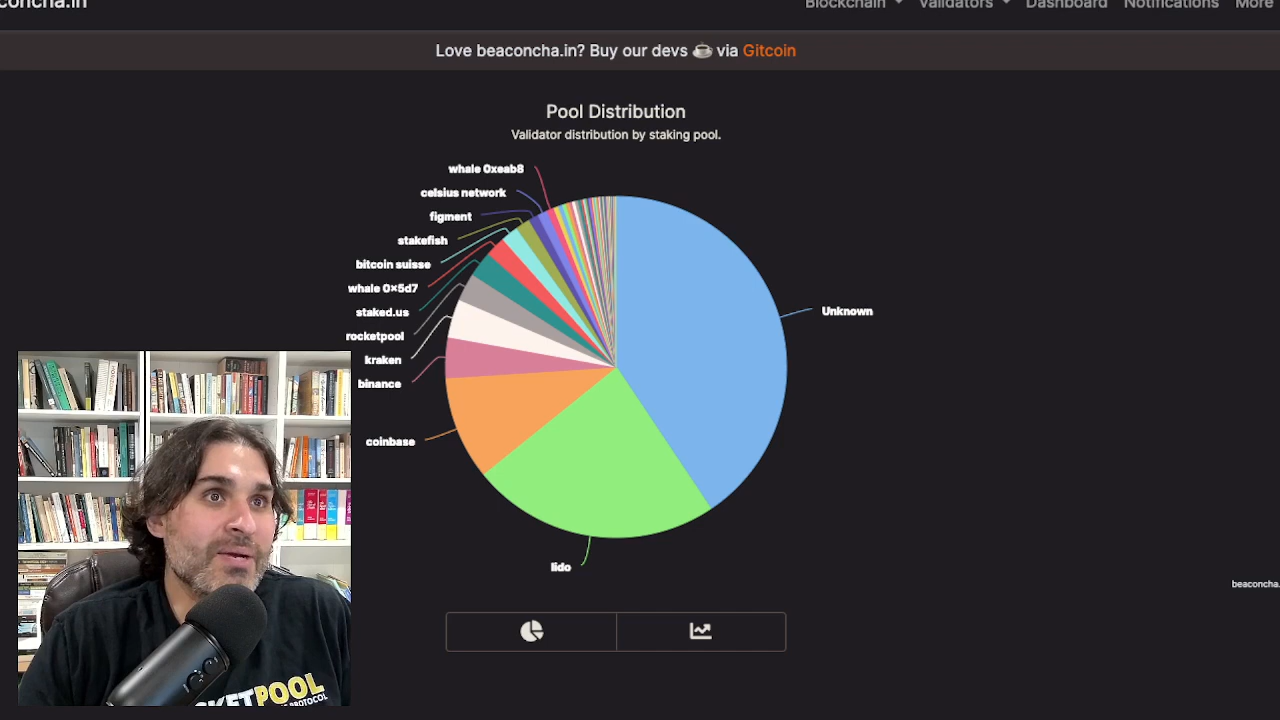 concha.in
Blockchain Validators Dashboard Notifications More
Love beaconcha.in? Buy our devs ☕ via Gitcoin
Pool Distribution
Validator distribution by staking pool.
whale 0xeab8
celsius network
figment
stakefish
bitcoin suisse
whale 0x5d7
staked.us
rocketpool
kraken
binance
coinbase
Unknown
lido
beaconcha.
CKETPOOL
PROTOCOL